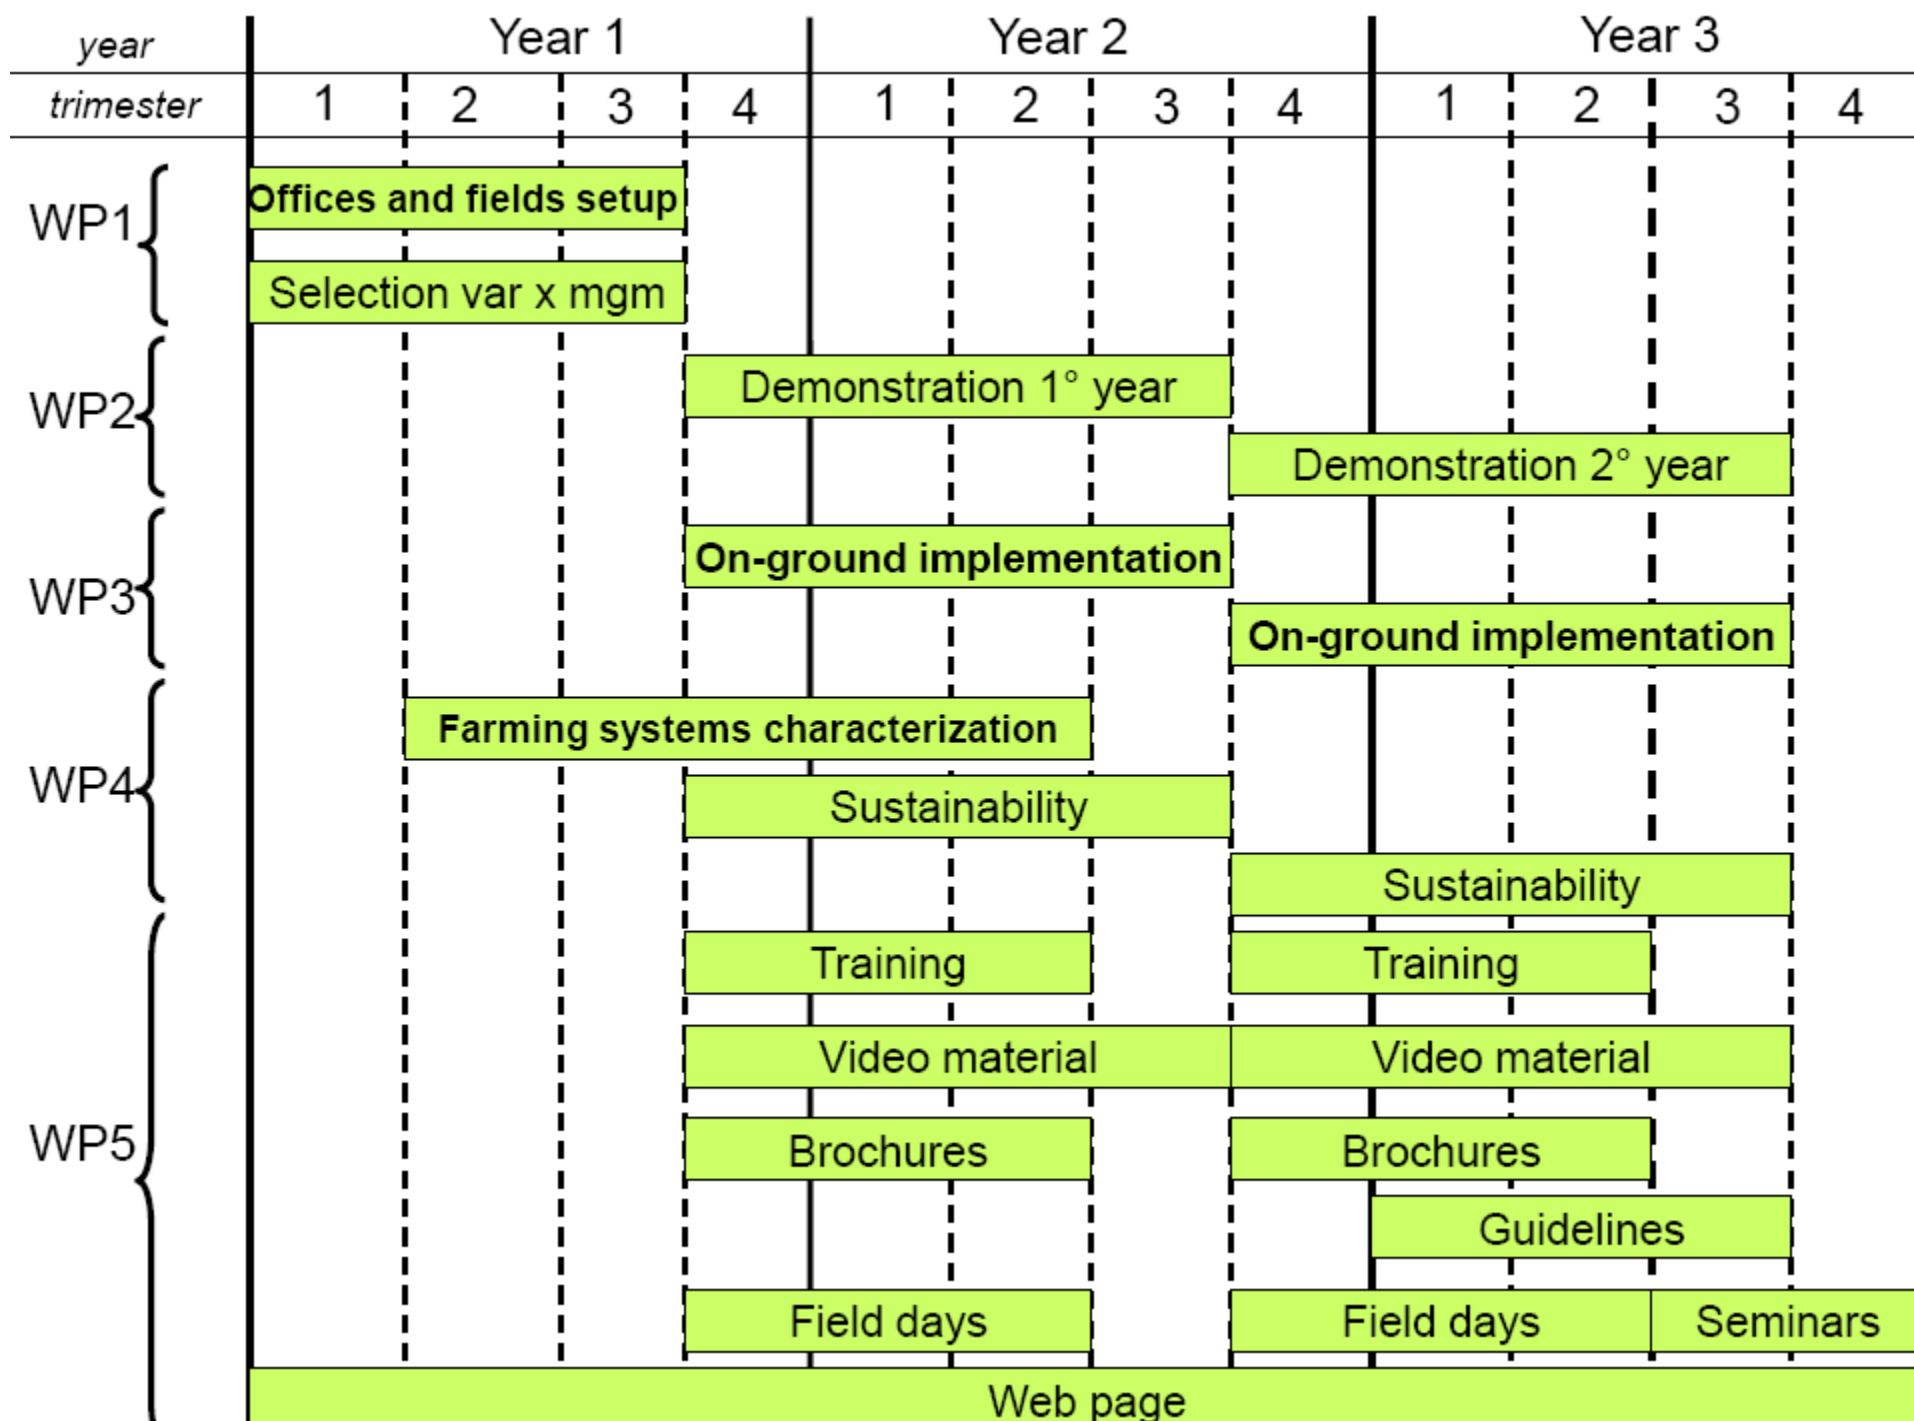 year Year 1 Year 2 Year 3
trimester 1 2 3 4 1 2 3 4 1 2 3 4
WP1
Offices and fields setup
Selection var x mgm
WP2
Demonstration 1° year
Demonstration 2° year
WP3
On-ground implementation
On-ground implementation
WP4
Farming systems characterization
Sustainability
Sustainability
WP5
Training Training
Video material Video material
Brochures Brochures
Guidelines
Field days Field days Seminars
Web page